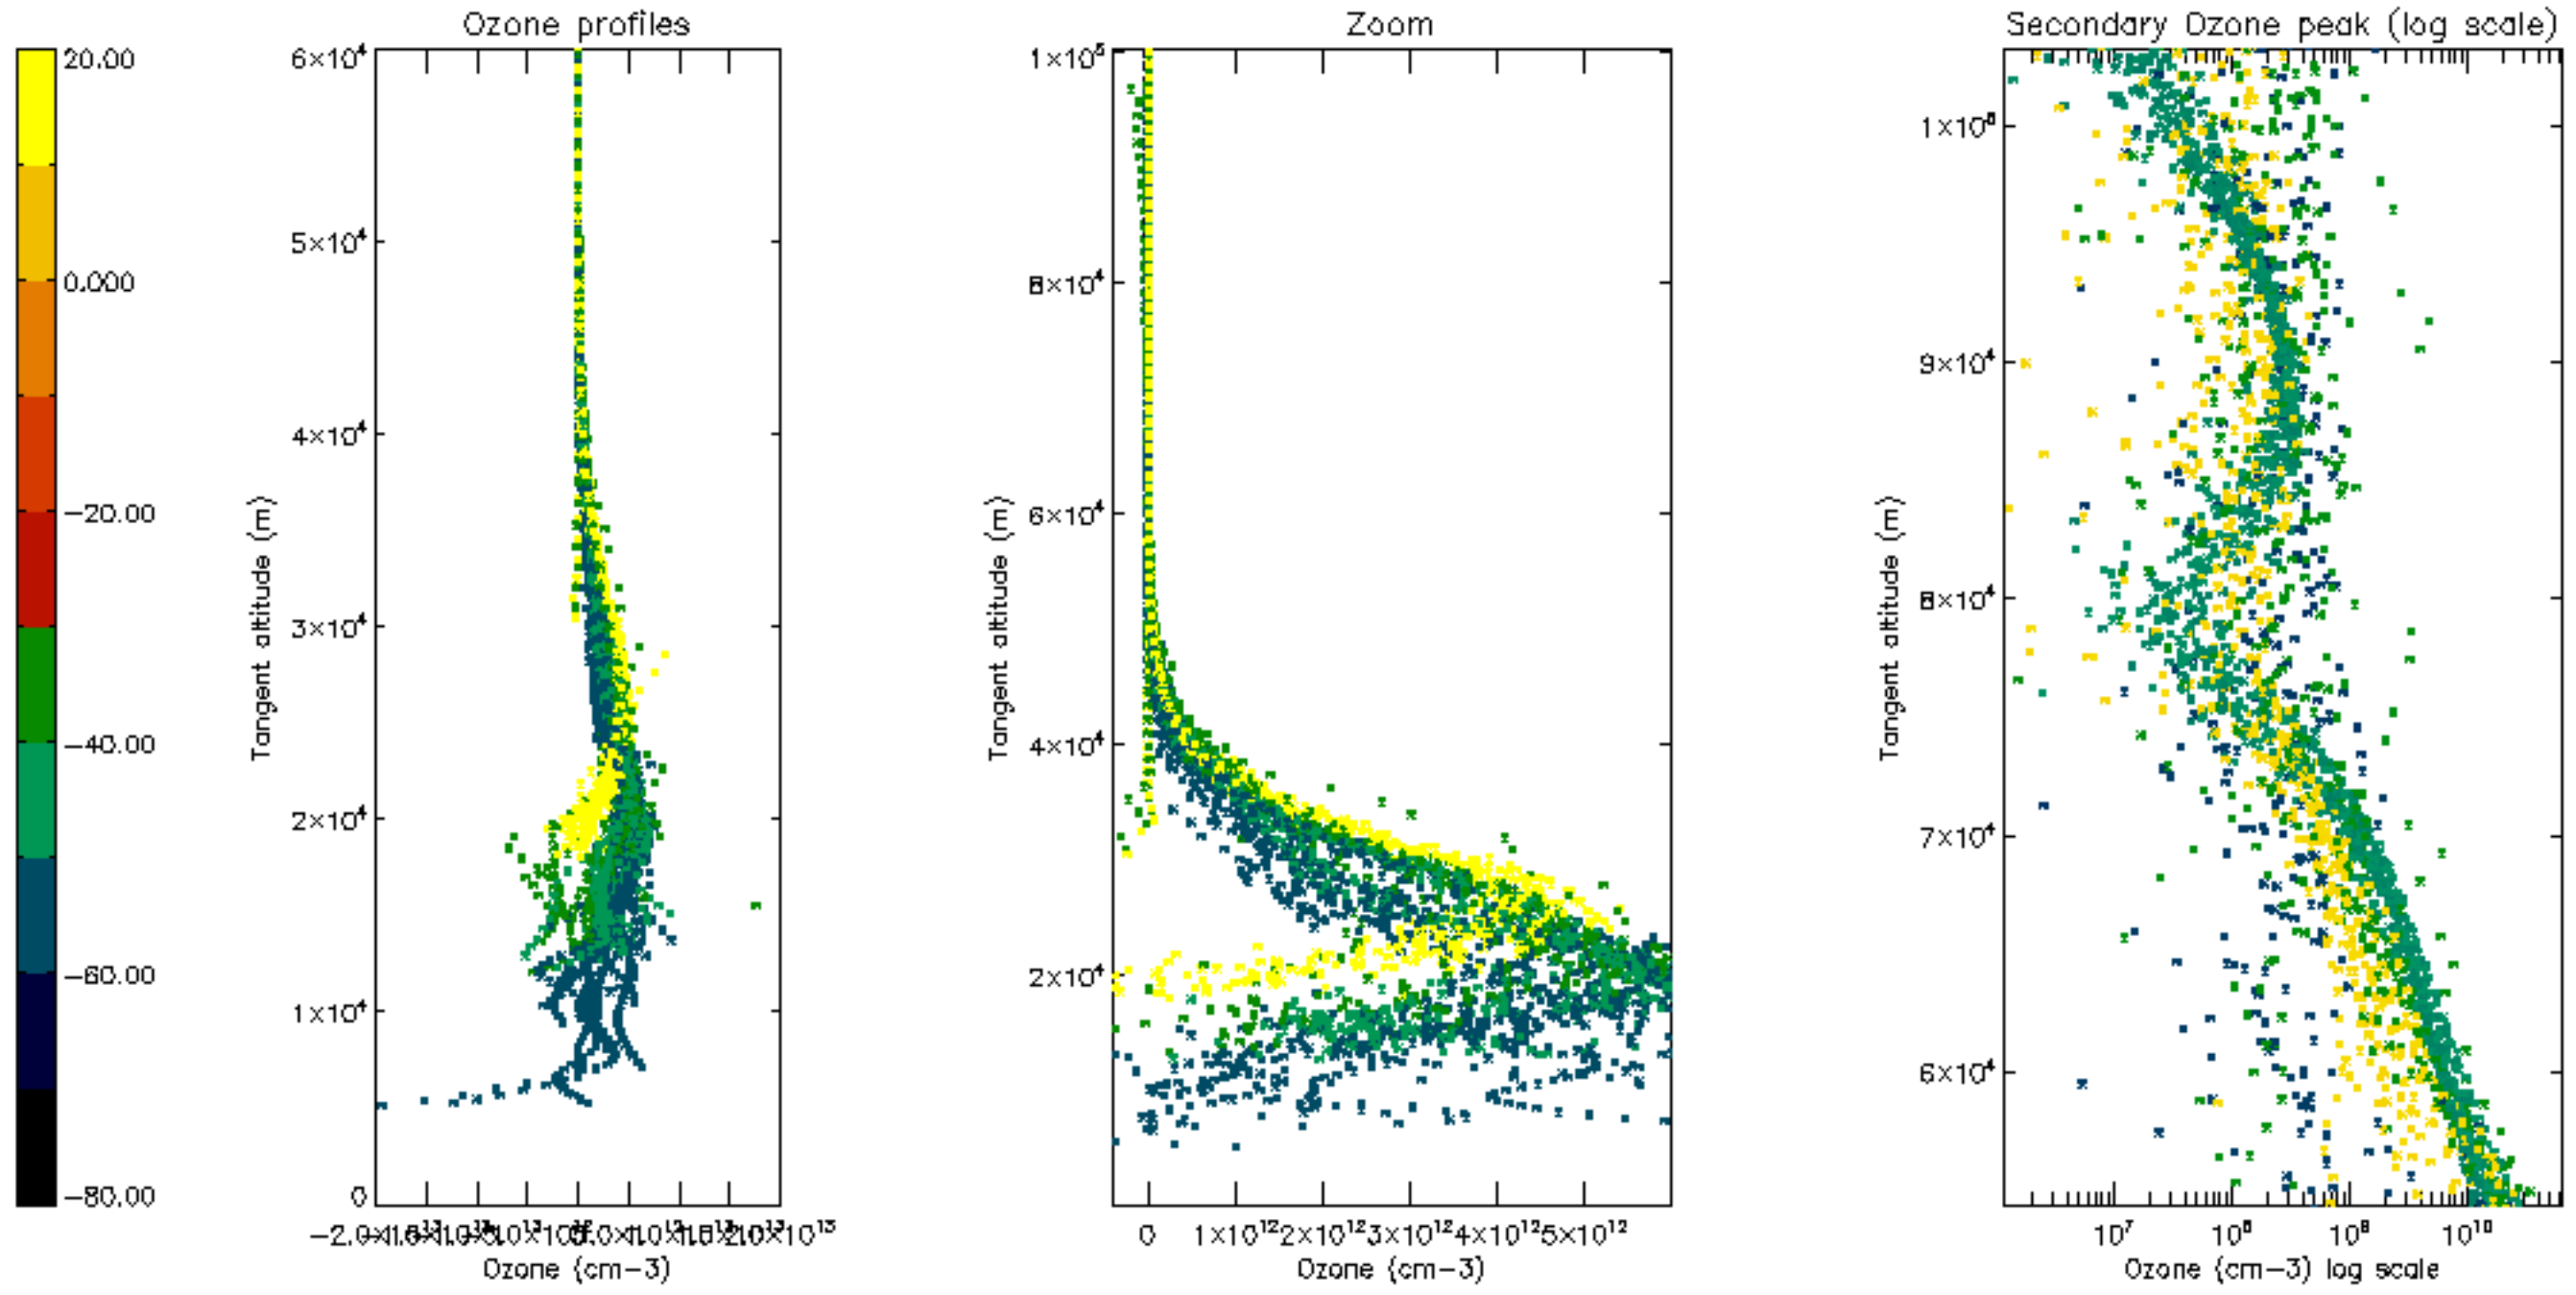 Ozone profiles
Zoom
Secondary Ozone peak (log scale)
20.00
0.000
−20.00
−40.00
−60.00
−80.00
6×10⁴
5×10⁴
4×10⁴
3×10⁴
2×10⁴
1×10⁴
0
Tangent altitude (m)
Ozone (cm−3)
1×10⁵
8×10⁴
6×10⁴
4×10⁴
2×10⁴
Tangent altitude (m)
0 1×10¹² 2×10¹² 3×10¹² 4×10¹² 5×10¹²
Ozone (cm−3)
1×10⁵
9×10⁴
8×10⁴
7×10⁴
6×10⁴
Tangent altitude (m)
10⁷ 10⁸ 10⁹ 10¹⁰
Ozone (cm−3) log scale